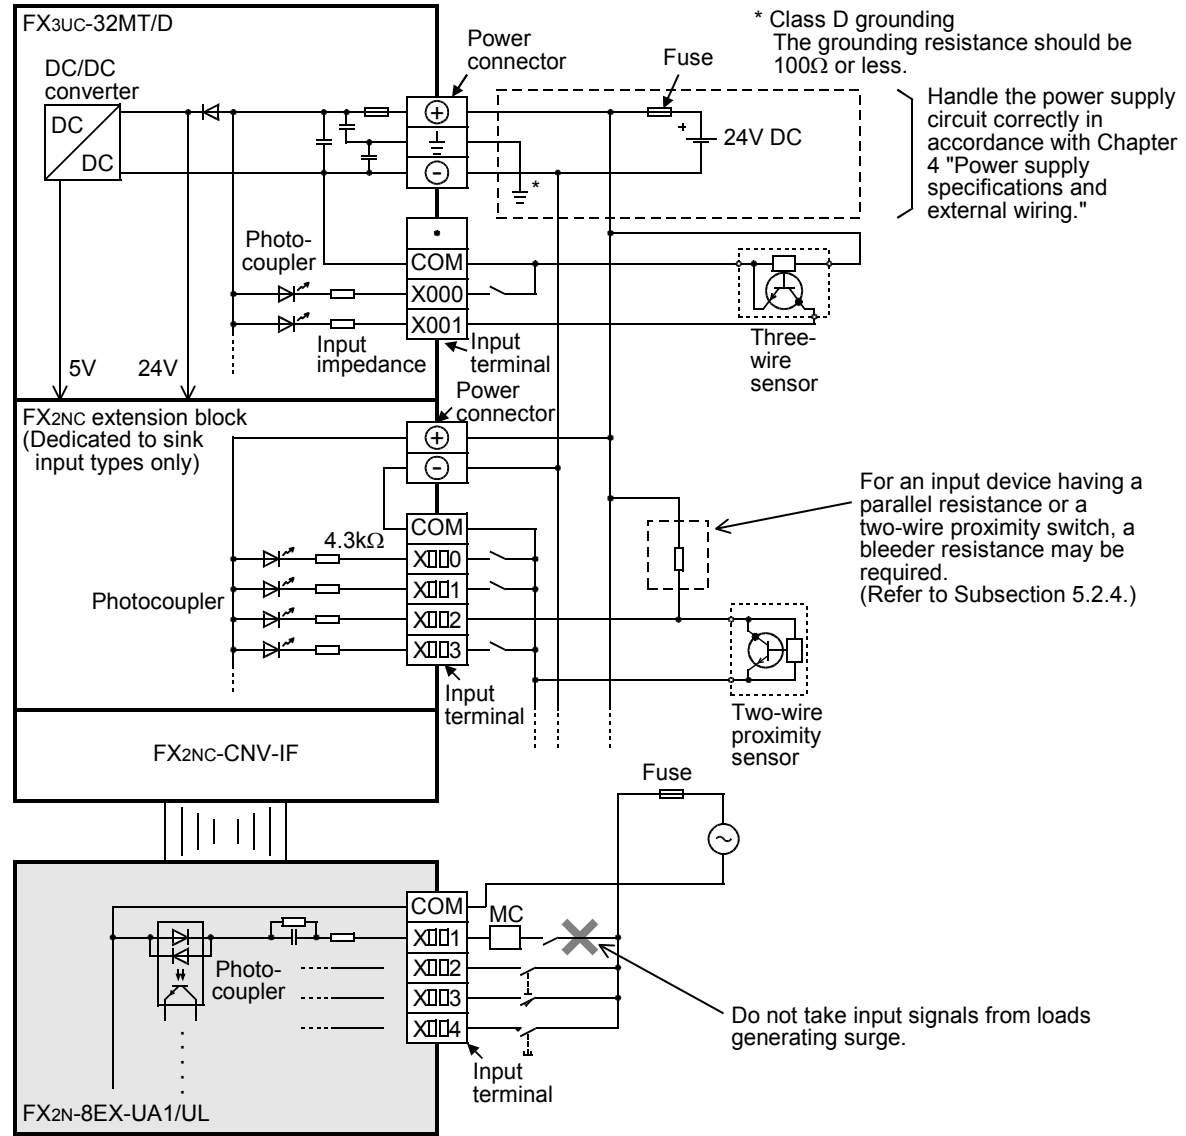 FX3UC-32MT/D
DC/DC
converter
DC
DC
Power
connector
Fuse
* Class D grounding
The grounding resistance should be
100Ω or less.
+
24V DC
*
Handle the power supply
circuit correctly in
accordance with Chapter
4 "Power supply
specifications and
external wiring."
Photo-
coupler
COM
X000
X001
Input
impedance
Input
terminal
Three-
wire
sensor
5V
24V
Power
connector
FX2NC extension block
(Dedicated to sink
input types only)
COM
4.3kΩ
X□□0
X□□1
X□□2
X□□3
Photocoupler
Input
terminal
For an input device having a
parallel resistance or a
two-wire proximity switch, a
bleeder resistance may be
required.
(Refer to Subsection 5.2.4.)
Two-wire
proximity
sensor
FX2NC-CNV-IF
Fuse
COM
MC
X□□1
X□□2
X□□3
X□□4
Photo-
coupler
Do not take input signals from loads
generating surge.
Input
terminal
FX2N-8EX-UA1/UL